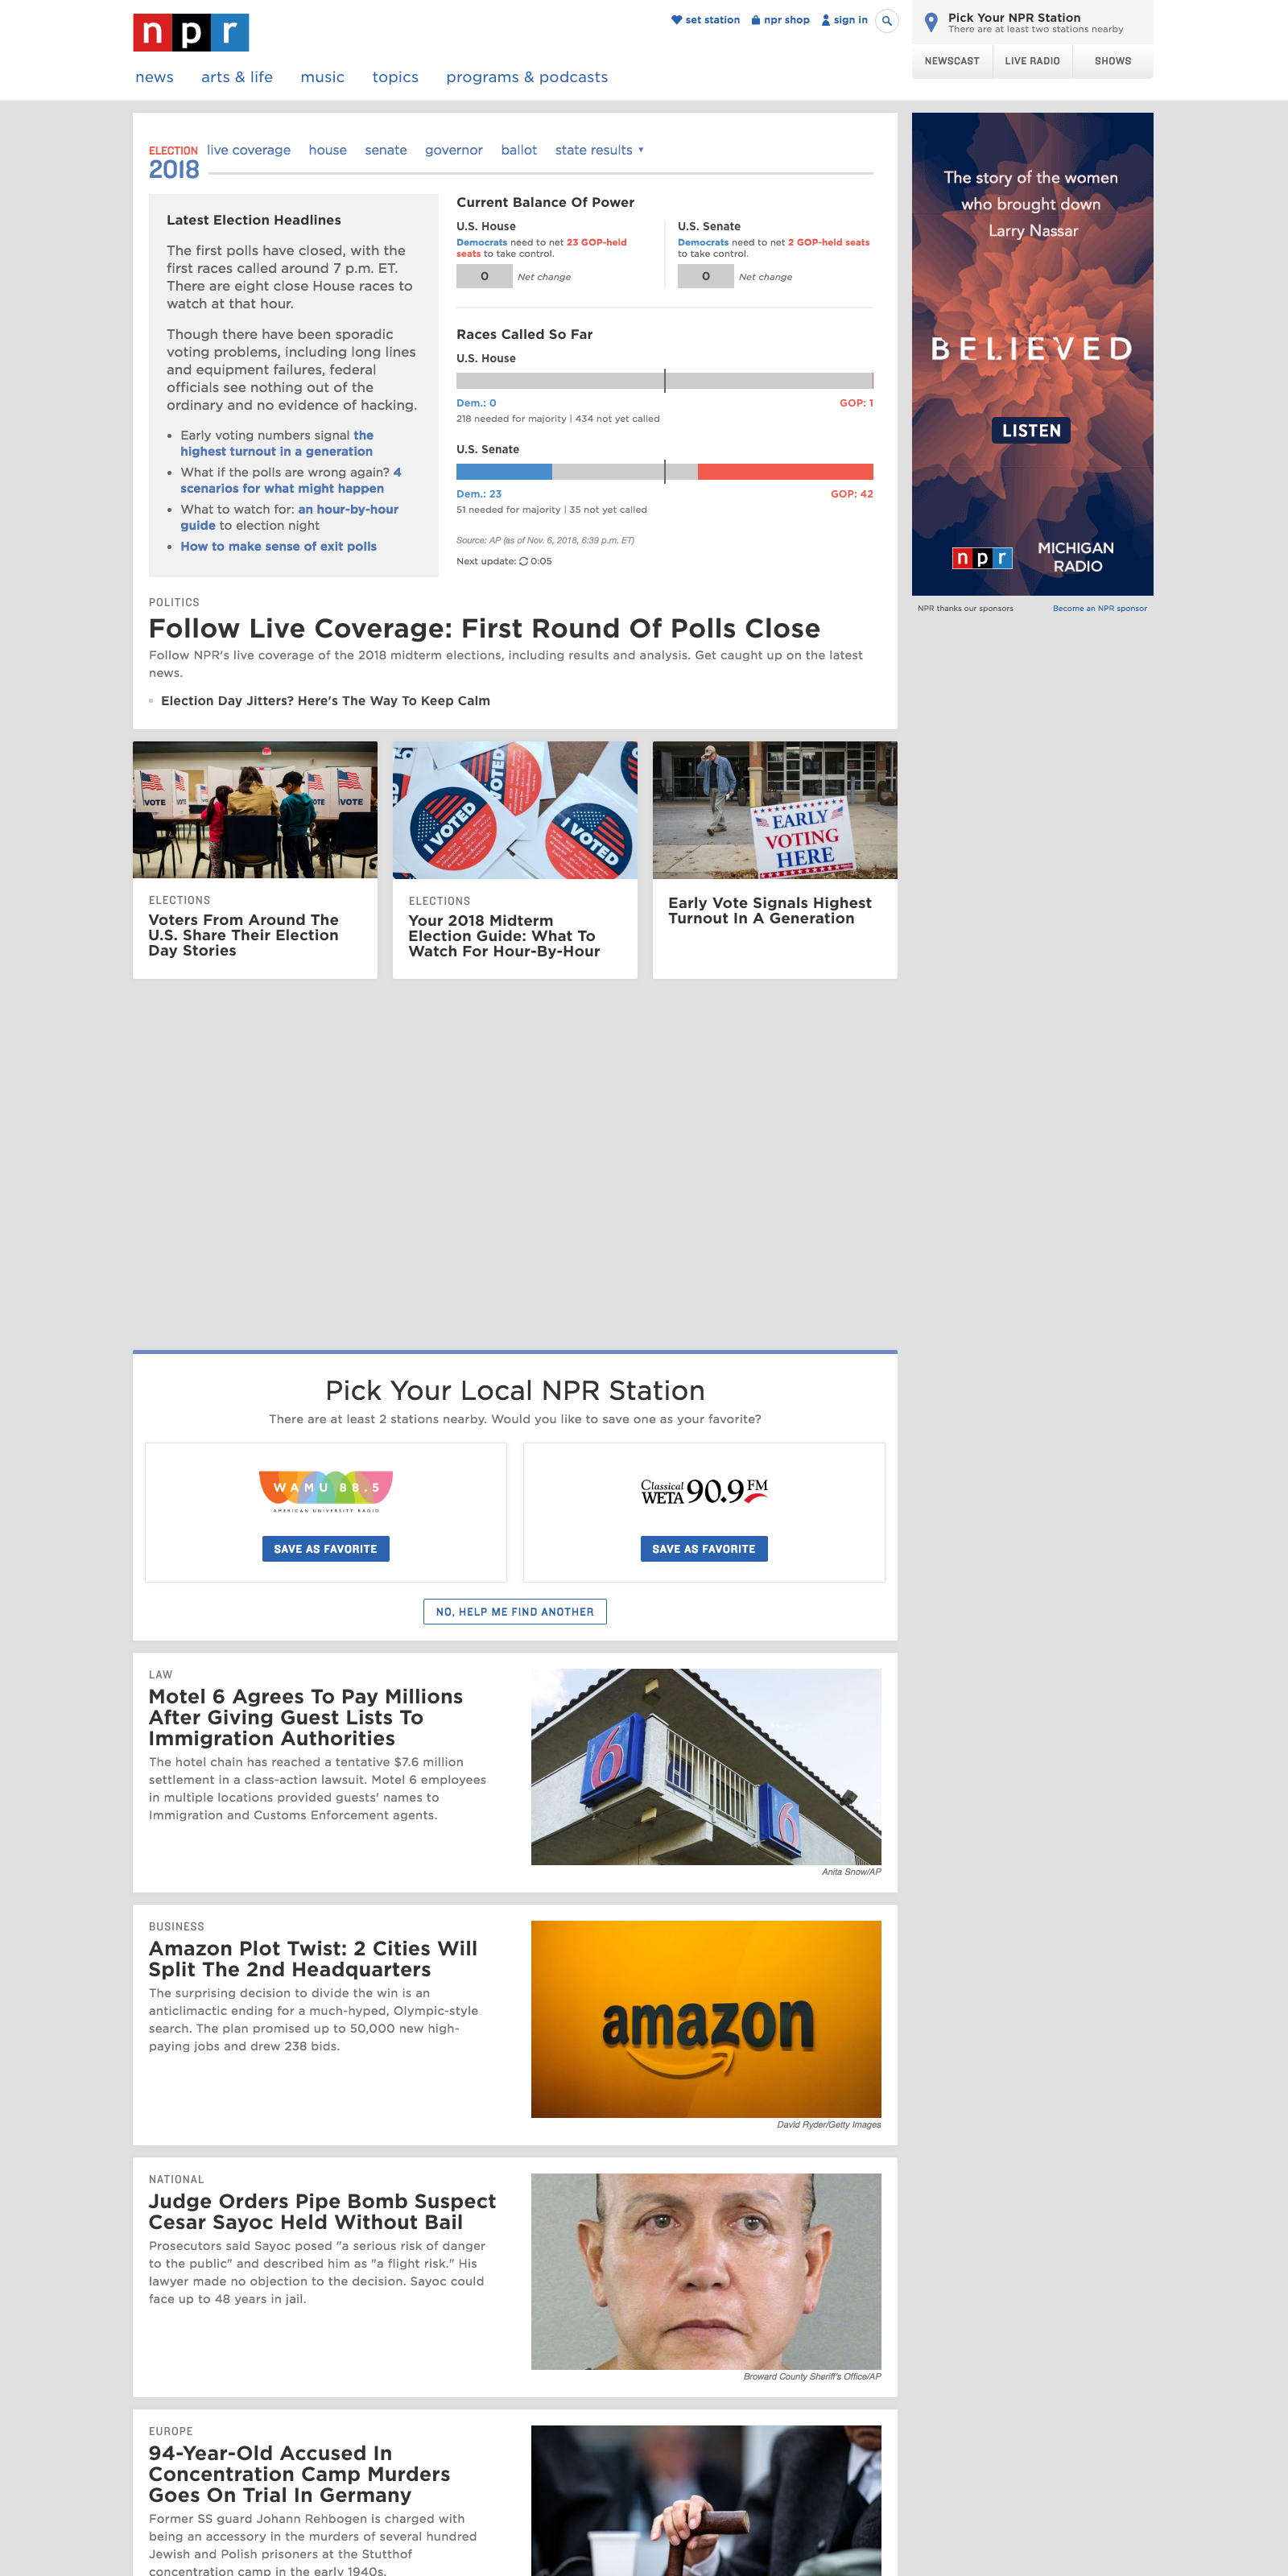 npr
set station
npr shop
sign in
Pick Your NPR Station
There are at least two stations nearby
NEWSCAST
LIVE RADIO
SHOWS
news
arts & life
music
topics
programs & podcasts
ELECTION
2018
live coverage
house
senate
governor
ballot
state results
Latest Election Headlines
The first polls have closed, with the
first races called around 7 p.m. ET.
There are eight close House races to
watch at that hour.
Though there have been sporadic
voting problems, including long lines
and equipment failures, federal
officials see nothing out of the
ordinary and no evidence of hacking.
• Early voting numbers signal the
highest turnout in a generation
• What if the polls are wrong again? 4
scenarios for what might happen
• What to watch for: an hour-by-hour
guide to election night
• How to make sense of exit polls
Current Balance Of Power
U.S. House
Democrats need to net 23 GOP-held
seats to take control.
0 Net change
U.S. Senate
Democrats need to net 2 GOP-held seats
to take control.
0 Net change
Races Called So Far
U.S. House
Dem.: 0
GOP: 1
218 needed for majority | 434 not yet called
U.S. Senate
Dem.: 23
GOP: 42
51 needed for majority | 35 not yet called
Source: AP (as of Nov. 6, 2018, 6:39 p.m. ET)
Next update: 0:05
The story of the women
who brought down
Larry Nassar
BELIEVED
LISTEN
npr
MICHIGAN
RADIO
NPR thanks our sponsors
Become an NPR sponsor
POLITICS
Follow Live Coverage: First Round Of Polls Close
Follow NPR's live coverage of the 2018 midterm elections, including results and analysis. Get caught up on the latest
news.
Election Day Jitters? Here's The Way To Keep Calm
VOTE
VOTE
I VOTED
I VOTED
VOTED
EARLY
VOTING
HERE
ELECTIONS
Voters From Around The
U.S. Share Their Election
Day Stories
ELECTIONS
Your 2018 Midterm
Election Guide: What To
Watch For Hour-By-Hour
Early Vote Signals Highest
Turnout In A Generation
Pick Your Local NPR Station
There are at least 2 stations nearby. Would you like to save one as your favorite?
WAMU 88.5
AMERICAN UNIVERSITY RADIO
SAVE AS FAVORITE
Classical
WETA 90.9 FM
SAVE AS FAVORITE
NO, HELP ME FIND ANOTHER
LAW
Motel 6 Agrees To Pay Millions
After Giving Guest Lists To
Immigration Authorities
The hotel chain has reached a tentative $7.6 million
settlement in a class-action lawsuit. Motel 6 employees
in multiple locations provided guests' names to
Immigration and Customs Enforcement agents.
6
6
Anita Snow/AP
BUSINESS
Amazon Plot Twist: 2 Cities Will
Split The 2nd Headquarters
The surprising decision to divide the win is an
anticlimactic ending for a much-hyped, Olympic-style
search. The plan promised up to 50,000 new high-
paying jobs and drew 238 bids.
amazon
David Ryder/Getty Images
NATIONAL
Judge Orders Pipe Bomb Suspect
Cesar Sayoc Held Without Bail
Prosecutors said Sayoc posed "a serious risk of danger
to the public" and described him as "a flight risk." His
lawyer made no objection to the decision. Sayoc could
face up to 48 years in jail.
Broward County Sheriff's Office/AP
EUROPE
94-Year-Old Accused In
Concentration Camp Murders
Goes On Trial In Germany
Former SS guard Johann Rehbogen is charged with
being an accessory in the murders of several hundred
Jewish and Polish prisoners at the Stutthof
concentration camp in the early 1940s.